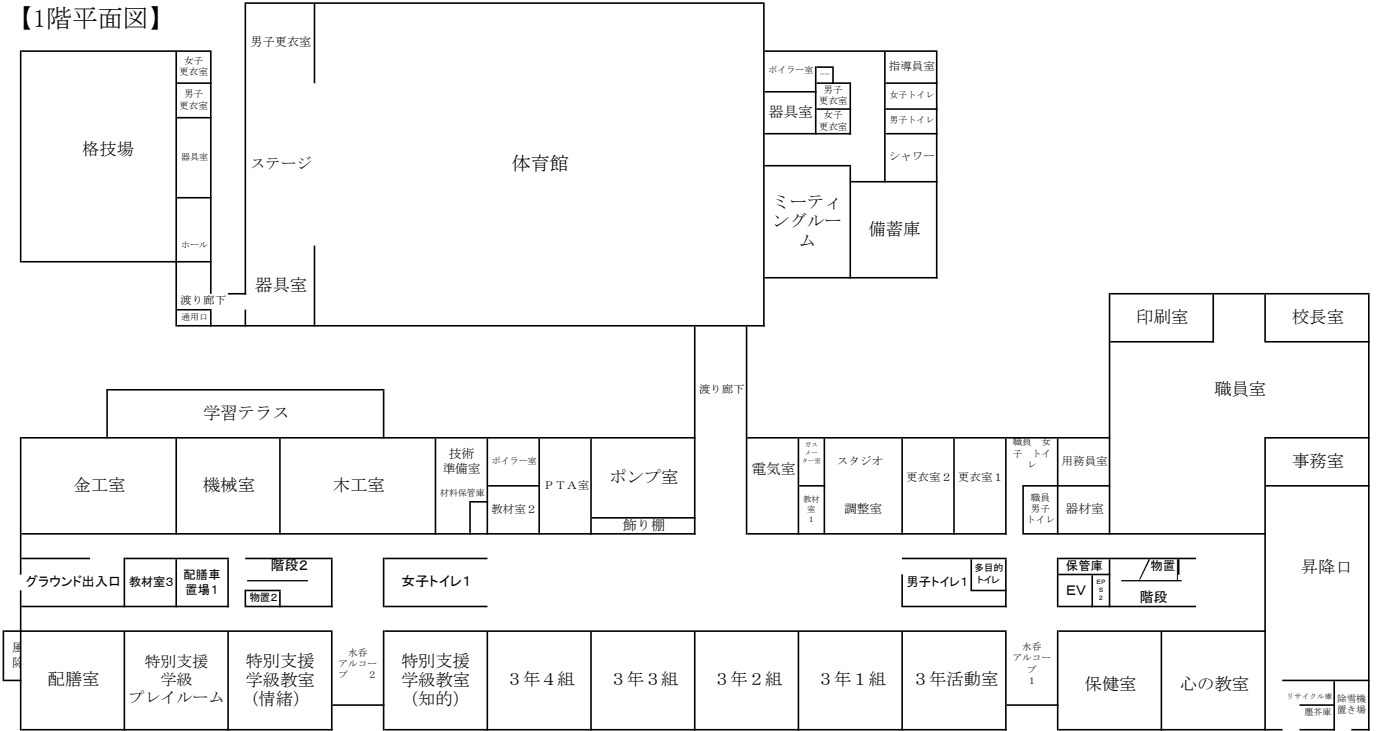 【1階平面図】
男子更衣室
女子
更衣室
男子
更衣室
器具室
格技場
ホール
ステージ
体育館
器具室
渡り廊下
通用口
ボイラー室
男子
更衣室
器具室
女子
更衣室
指導員室
女子トイレ
男子トイレ
シャワー
ミーティ
ングルー
ム
備蓄庫
印刷室
校長室
職員室
渡り廊下
学習テラス
金工室
機械室
木工室
技術
準備室
材料保管庫
ボイラー室
教材室2
PTA室
ポンプ室
飾り棚
電気室
ガス
メー
ター室
教材
室
1
スタジオ
調整室
更衣室2
更衣室1
職員 女
子 トイ
レ
職員
男子
トイレ
用務員室
器材室
事務室
昇降口
グラウンド出入口
教材室3
配膳車
置場1
階段2
物置2
女子トイレ1
男子トイレ1
多目的
トイレ
保管庫
EV
EP
S
2
物置
階段
風
除
配膳室
特別支援
学級
プレイルーム
特別支援
学級教室
(情緒)
水呑
アルコー
プ 2
特別支援
学級教室
(知的)
3年4組
3年3組
3年2組
3年1組
3年活動室
水呑
アルコー
プ
1
保健室
心の教室
リサイクル庫
塵芥庫
除雪機
置き場